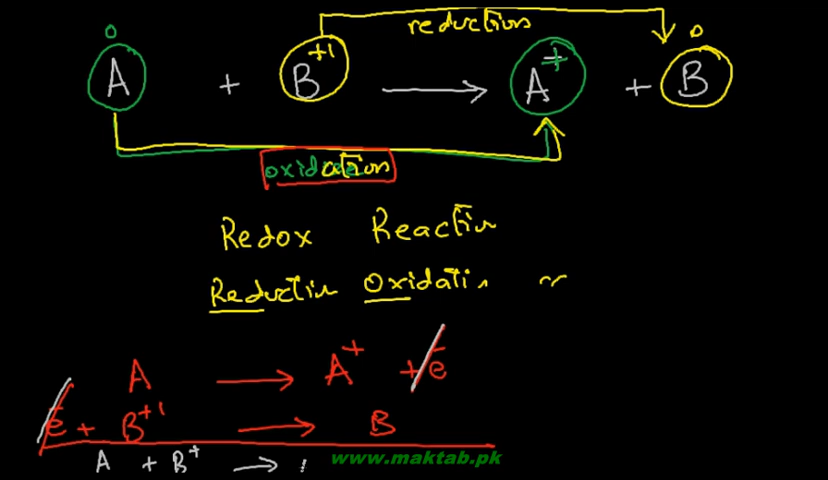 reduction
0 0
A + B+1 → A+ + B
oxidation
Redox Reaction
Reduction Oxidation
A → A+ + e
e + B+1 → B
A + B+ →
www.maktab.pk